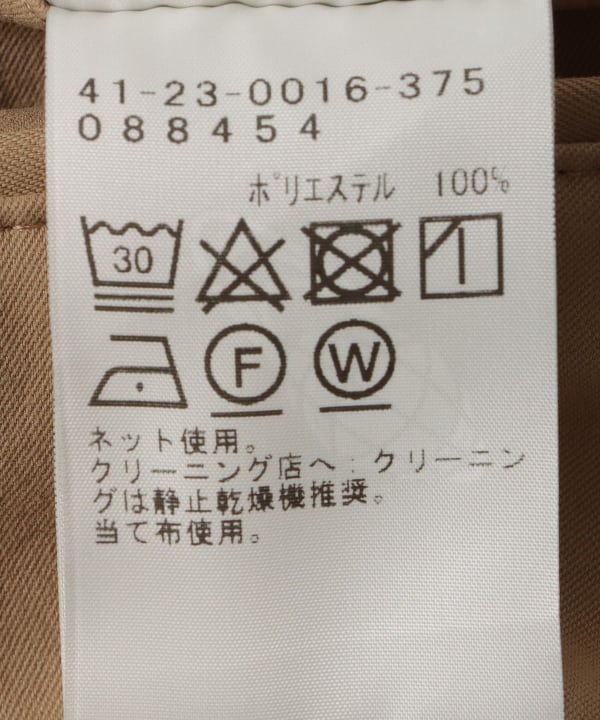 41-23-0016-375
088454
ポリエステル 100%
30
F W
ネット使用。
クリーニング店へ:クリーニン
グは静止乾燥機推奨。
当て布使用。